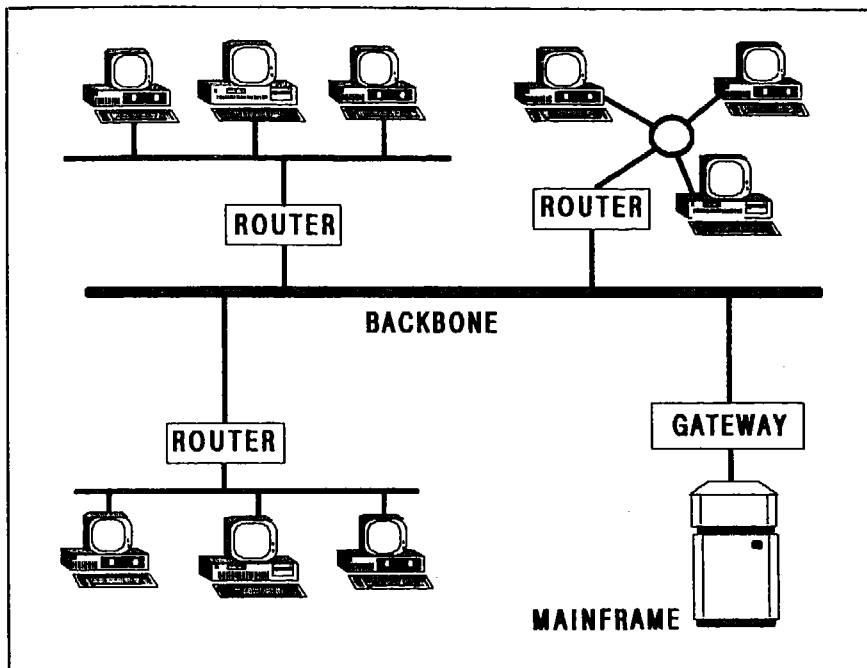 ROUTER
ROUTER
BACKBONE
ROUTER
GATEWAY
MAINFRAME